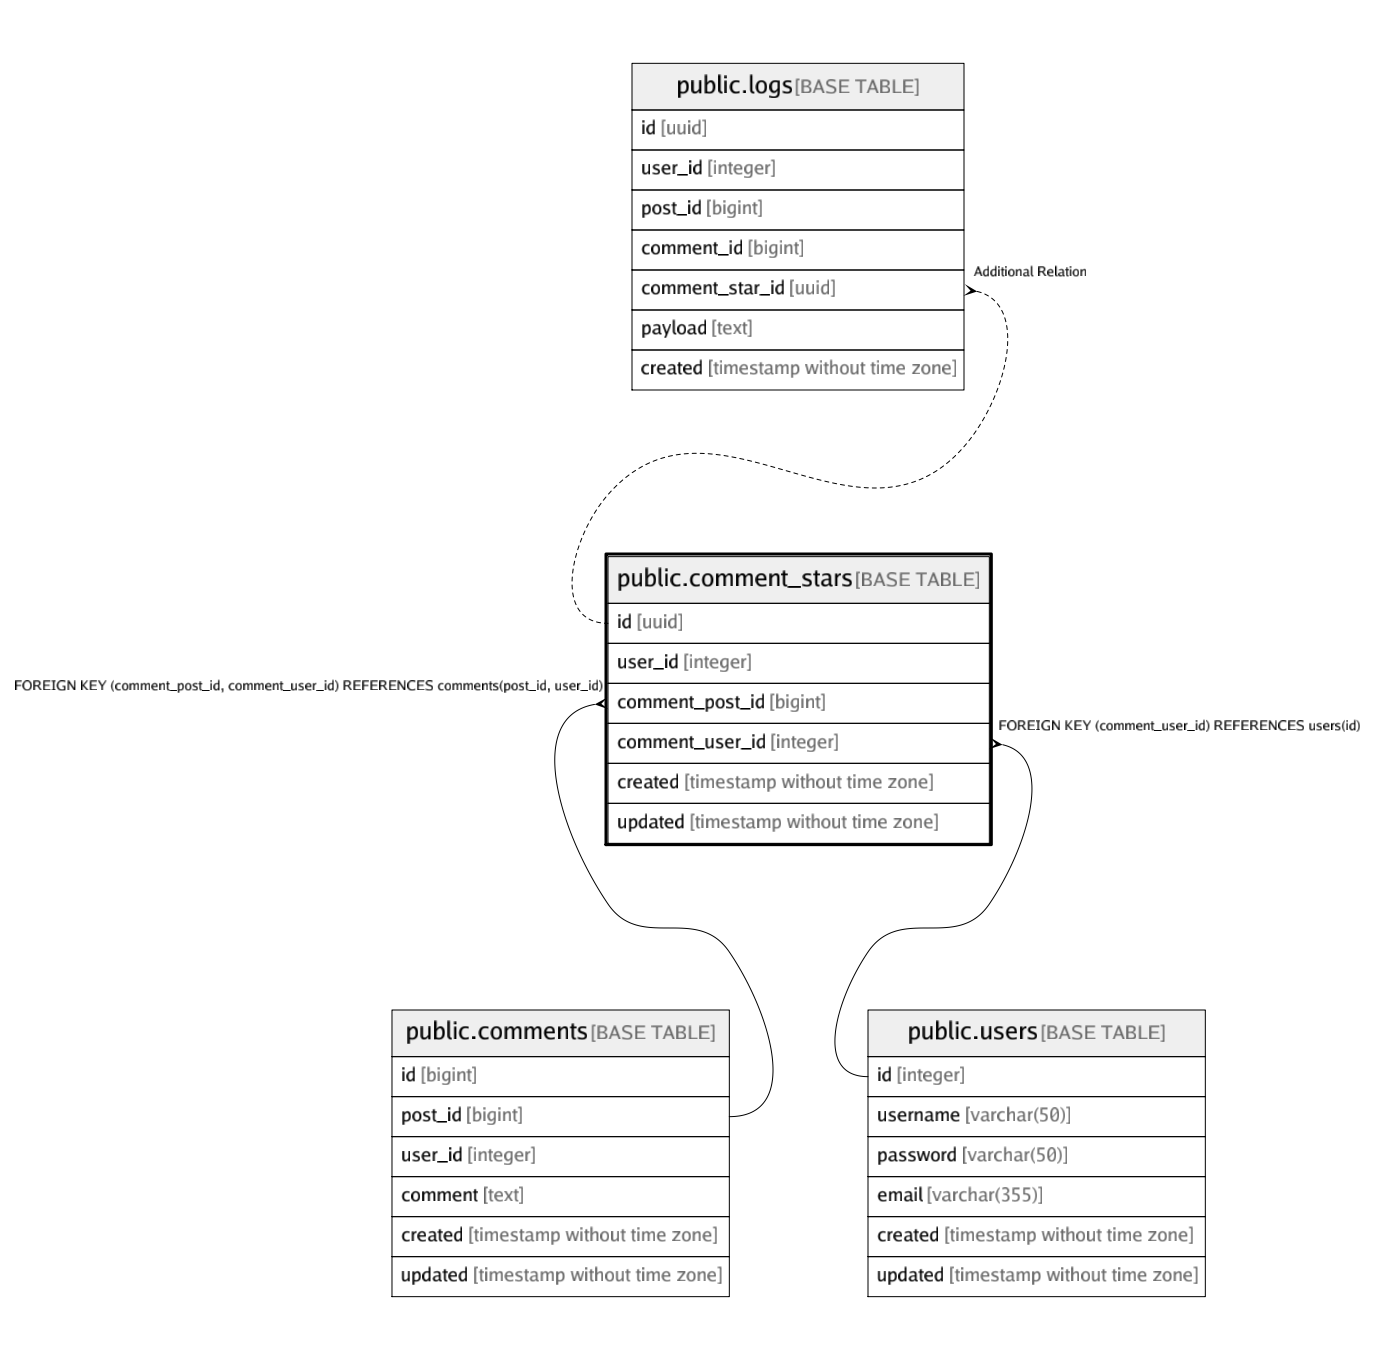 public.logs[BASE TABLE]
id [uuid]
user_id [integer]
post_id [bigint]
comment_id [bigint]
Additional Relation
comment_star_id [uuid]
payload [text]
created [timestamp without time zone]
public.comment_stars[BASE TABLE]
id [uuid]
user_id [integer]
FOREIGN KEY (comment_post_id, comment_user_id) REFERENCES comments(post_id, user_id)
comment_post_id [bigint]
FOREIGN KEY (comment_user_id) REFERENCES users(id)
comment_user_id [integer]
created [timestamp without time zone]
updated [timestamp without time zone]
public.comments[BASE TABLE]
id [bigint]
post_id [bigint]
user_id [integer]
comment [text]
created [timestamp without time zone]
updated [timestamp without time zone]
public.users[BASE TABLE]
id [integer]
username [varchar(50)]
password [varchar(50)]
email [varchar(355)]
created [timestamp without time zone]
updated [timestamp without time zone]